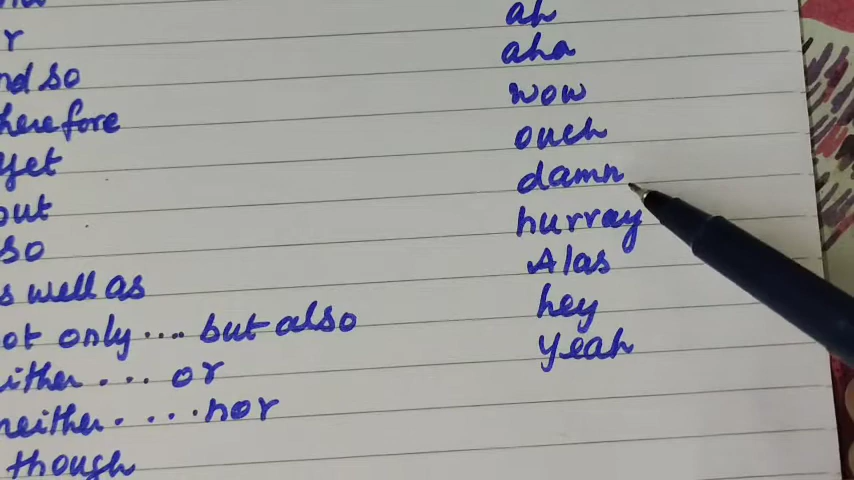 r
nd so
herefore
yet
out
so
s well as
ot only .... but also
ither .... or
neither .... nor
though
ah
aha
wow
ouch
damn
hurray
Alas
hey
yeah